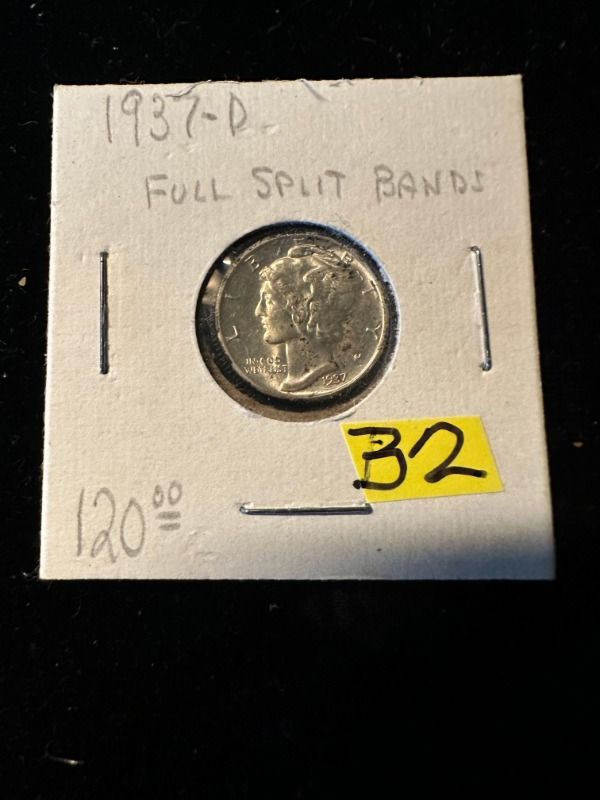 1937-D
FULL SPLIT BANDS
LIBERTY
IN·GOD
WE TRUST
1937
32
120.00